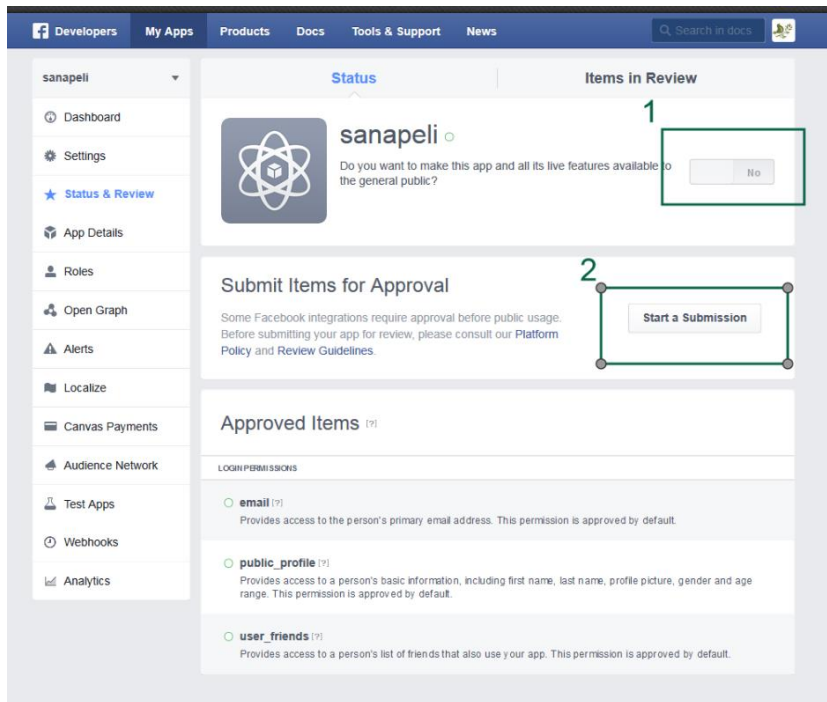 f Developers My Apps Products Docs Tools & Support News Search in docs
sanapeli
Dashboard
Settings
Status & Review
App Details
Roles
Open Graph
Alerts
Localize
Canvas Payments
Audience Network
Test Apps
Webhooks
Analytics
Status Items in Review
1
sanapeli
Do you want to make this app and all its live features available to
the general public?
No
2
Submit Items for Approval
Some Facebook integrations require approval before public usage.
Before submitting your app for review, please consult our Platform
Policy and Review Guidelines.
Start a Submission
Approved Items [?]
LOGIN PERMISSIONS
email [?]
Provides access to the person's primary email address. This permission is approved by default.
public_profile [?]
Provides access to a person's basic information, including first name, last name, profile picture, gender and age
range. This permission is approved by default.
user_friends [?]
Provides access to a person's list of friends that also use your app. This permission is approved by default.